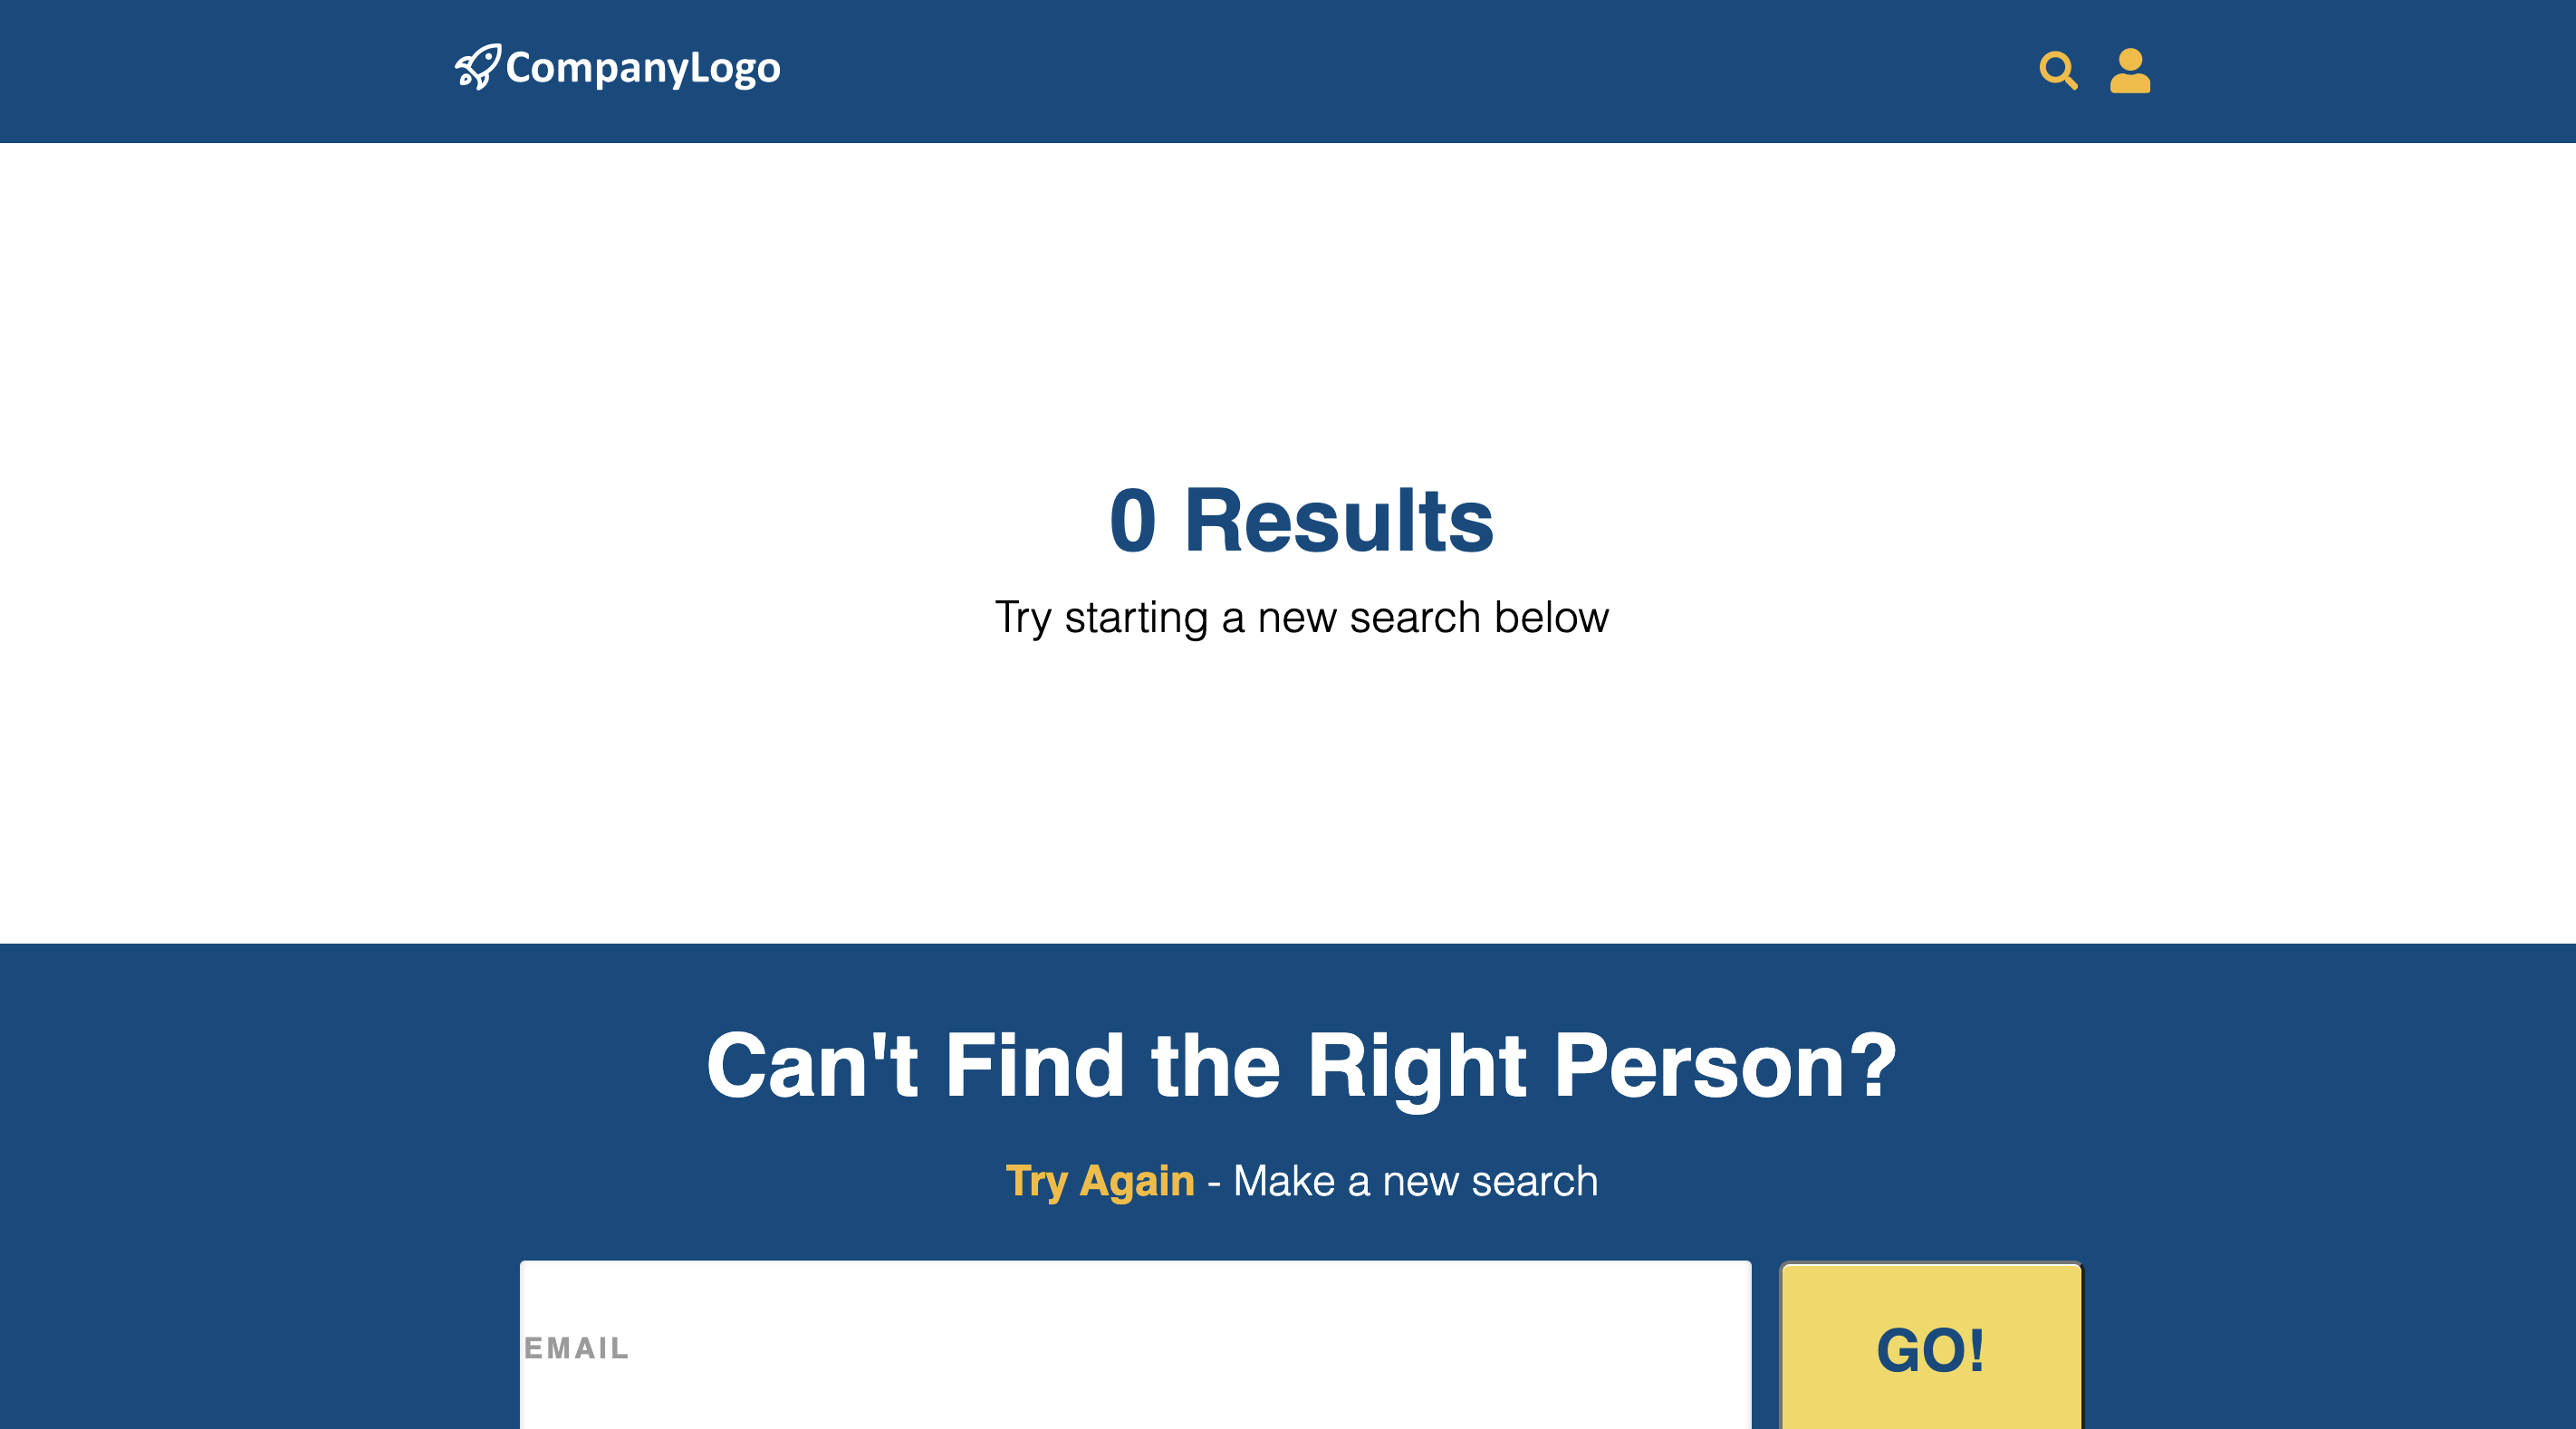 CompanyLogo
0 Results
Try starting a new search below
Can't Find the Right Person?
Try Again - Make a new search
EMAIL
GO!